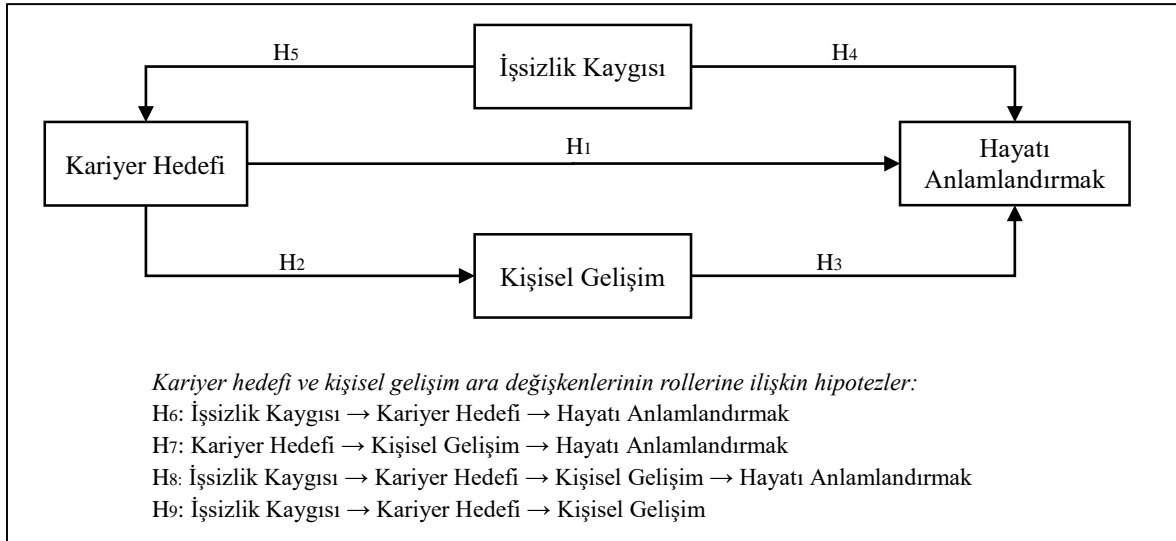 H5
İşsizlik Kaygısı
H4
Kariyer Hedefi
H1
Hayatı
Anlamlandırmak
H2
Kişisel Gelişim
H3
Kariyer hedefi ve kişisel gelişim ara değişkenlerinin rollerine ilişkin hipotezler:
H6: İşsizlik Kaygısı → Kariyer Hedefi → Hayatı Anlamlandırmak
H7: Kariyer Hedefi → Kişisel Gelişim → Hayatı Anlamlandırmak
H8: İşsizlik Kaygısı → Kariyer Hedefi → Kişisel Gelişim → Hayatı Anlamlandırmak
H9: İşsizlik Kaygısı → Kariyer Hedefi → Kişisel Gelişim